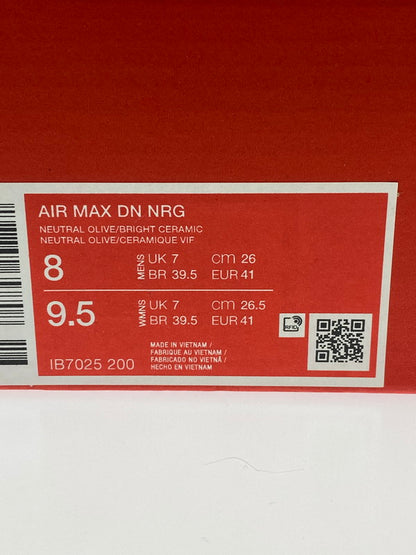 AIR MAX DN NRG
NEUTRAL OLIVE/BRIGHT CERAMIC
NEUTRAL OLIVE/CERAMIQUE VIF
8 MENS UK 7 cm 26
BR 39.5 EUR 41
9.5 WMNS UK 7 cm 26.5
BR 39.5 EUR 41
RFID
IB7025 200
MADE IN VIETNAM /
FABRIQUE AU VIETNAM /
FABRICADO NO VIETNÃ /
HECHO EN VIETNAM